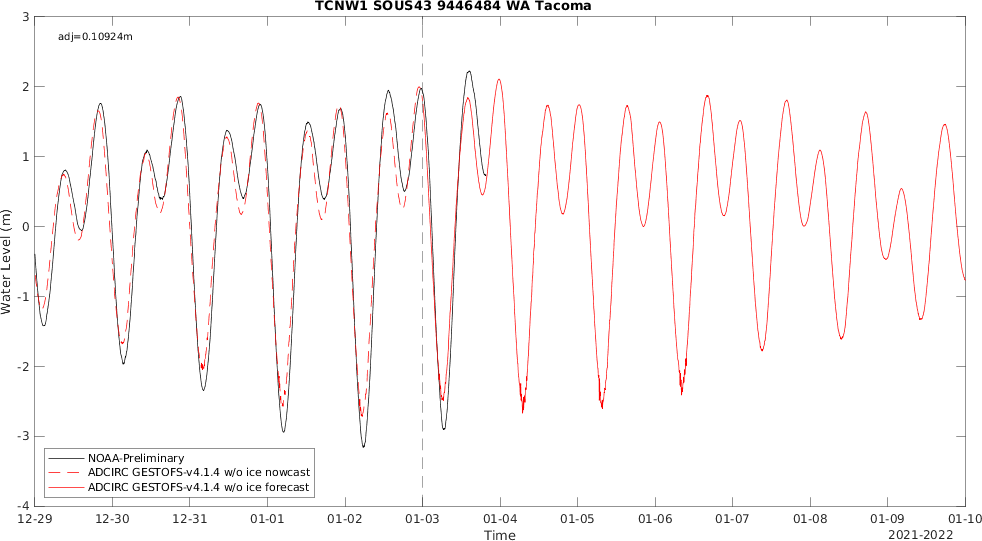 TCNW1 SOUS43 9446484 WA Tacoma
adj=0.10924m
3
2
1
0
-1
-2
-3
-4
Water Level (m)
NOAA-Preliminary
ADCIRC GESTOFS-v4.1.4 w/o ice nowcast
ADCIRC GESTOFS-v4.1.4 w/o ice forecast
12-29 12-30 12-31 01-01 01-02 01-03 01-04 01-05 01-06 01-07 01-08 01-09 01-10
Time
2021-2022